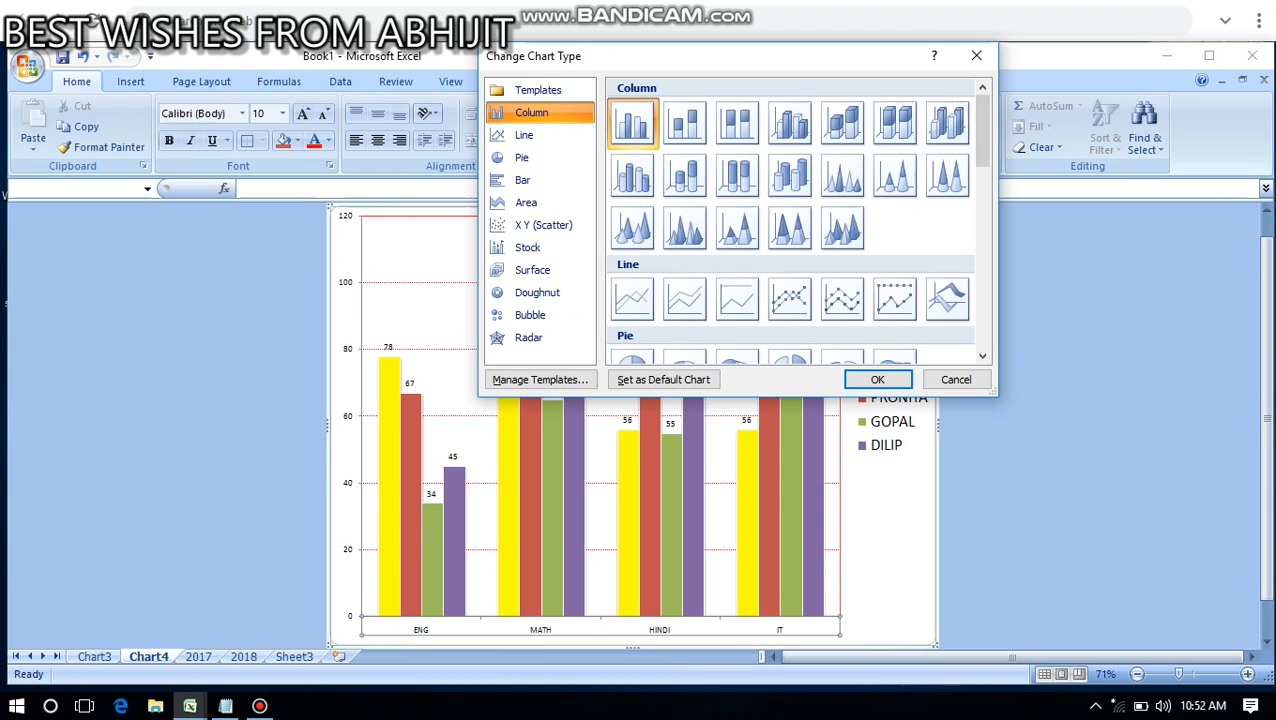 www.BANDICAM.com
BEST WISHES FROM ABHIJIT
Book1 - Microsoft Excel
Change Chart Type
?
Home
Insert
Page Layout
Formulas
Data
Review
Cut
Copy
Paste
Format Painter
Clipboard
Calibri (Body)
10
B I U
Font
Alignment
Σ AutoSum
Fill
Clear
Sort & Filter
Find & Select
Editing
fx
Templates
Column
Line
Pie
Bar
Area
X Y (Scatter)
Stock
Surface
Doughnut
Bubble
Radar
Column
Line
Pie
Manage Templates...
Set as Default Chart
OK
Cancel
120
100
80
60
40
20
0
78
67
34
45
56
55
56
ENG
MATH
HINDI
IT
GOPAL
DILIP
Chart3
Chart4
2017
2018
Sheet3
Ready
71%
10:52 AM